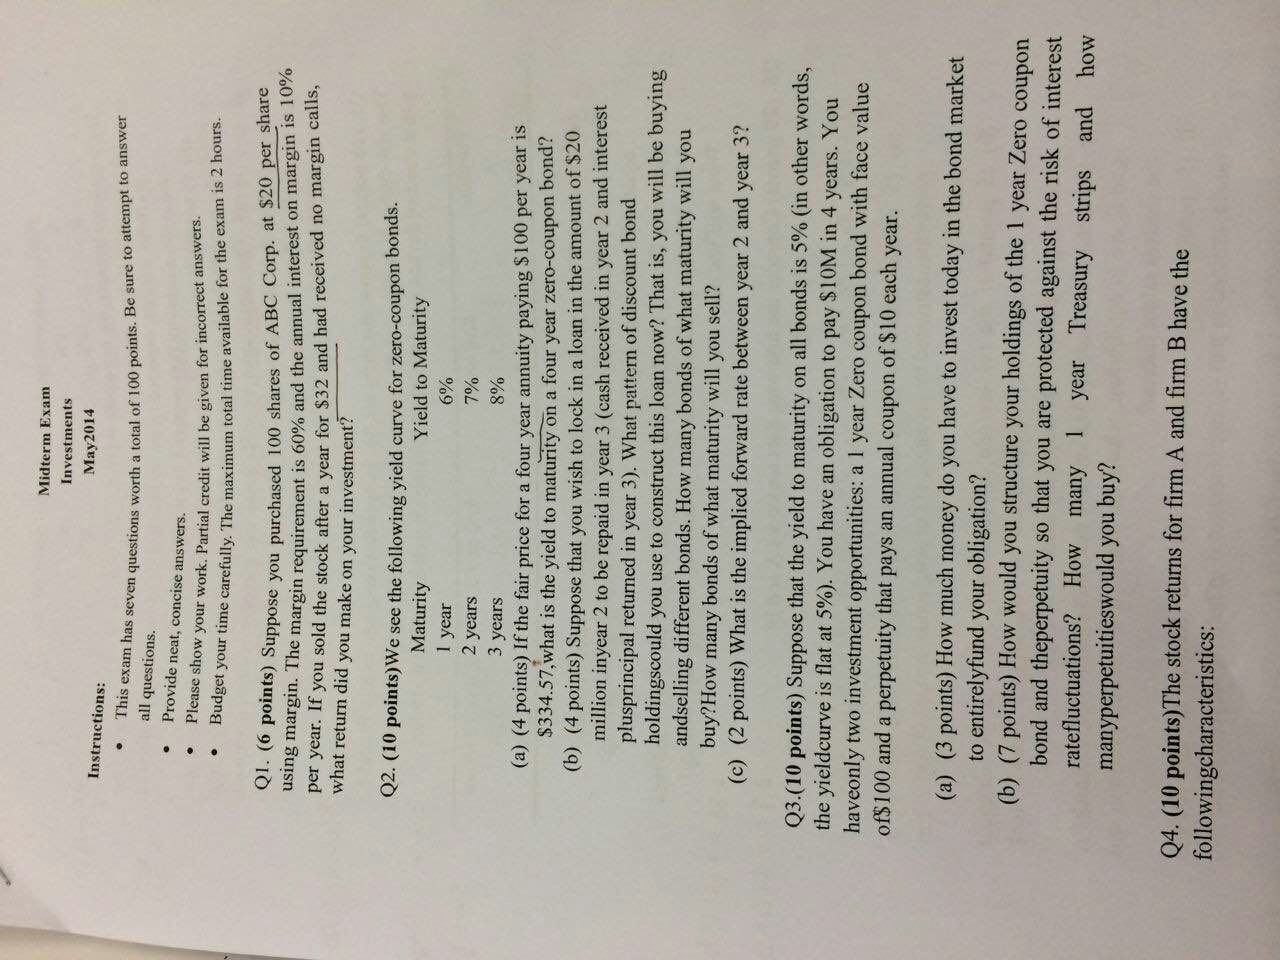 Midterm Exam
Investments
May2014
Instructions:
• This exam has seven questions worth a total of 100 points. Be sure to attempt to answer
all questions.
• Provide neat, concise answers.
• Please show your work. Partial credit will be given for incorrect answers.
• Budget your time carefully. The maximum total time available for the exam is 2 hours.
Q1. (6 points) Suppose you purchased 100 shares of ABC Corp. at $20 per share
using margin. The margin requirement is 60% and the annual interest on margin is 10%
per year. If you sold the stock after a year for $32 and had received no margin calls,
what return did you make on your investment?
Q2. (10 points)We see the following yield curve for zero-coupon bonds.
Maturity Yield to Maturity
1 year 6%
2 years 7%
3 years 8%
(a) (4 points) If the fair price for a four year annuity paying $100 per year is
$334.57,what is the yield to maturity on a four year zero-coupon bond?
(b) (4 points) Suppose that you wish to lock in a loan in the amount of $20
million inyear 2 to be repaid in year 3 (cash received in year 2 and interest
plusprincipal returned in year 3). What pattern of discount bond
holdingscould you use to construct this loan now? That is, you will be buying
andselling different bonds. How many bonds of what maturity will you
buy?How many bonds of what maturity will you sell?
(c) (2 points) What is the implied forward rate between year 2 and year 3?
Q3.(10 points) Suppose that the yield to maturity on all bonds is 5% (in other words,
the yieldcurve is flat at 5%). You have an obligation to pay $10M in 4 years. You
haveonly two investment opportunities: a 1 year Zero coupon bond with face value
of$100 and a perpetuity that pays an annual coupon of $10 each year.
(a) (3 points) How much money do you have to invest today in the bond market
to entirelyfund your obligation?
(b) (7 points) How would you structure your holdings of the 1 year Zero coupon
bond and theperpetuity so that you are protected against the risk of interest
ratefluctuations? How many 1 year Treasury strips and how
manyperpetuitieswould you buy?
Q4. (10 points)The stock returns for firm A and firm B have the
followingcharacteristics: